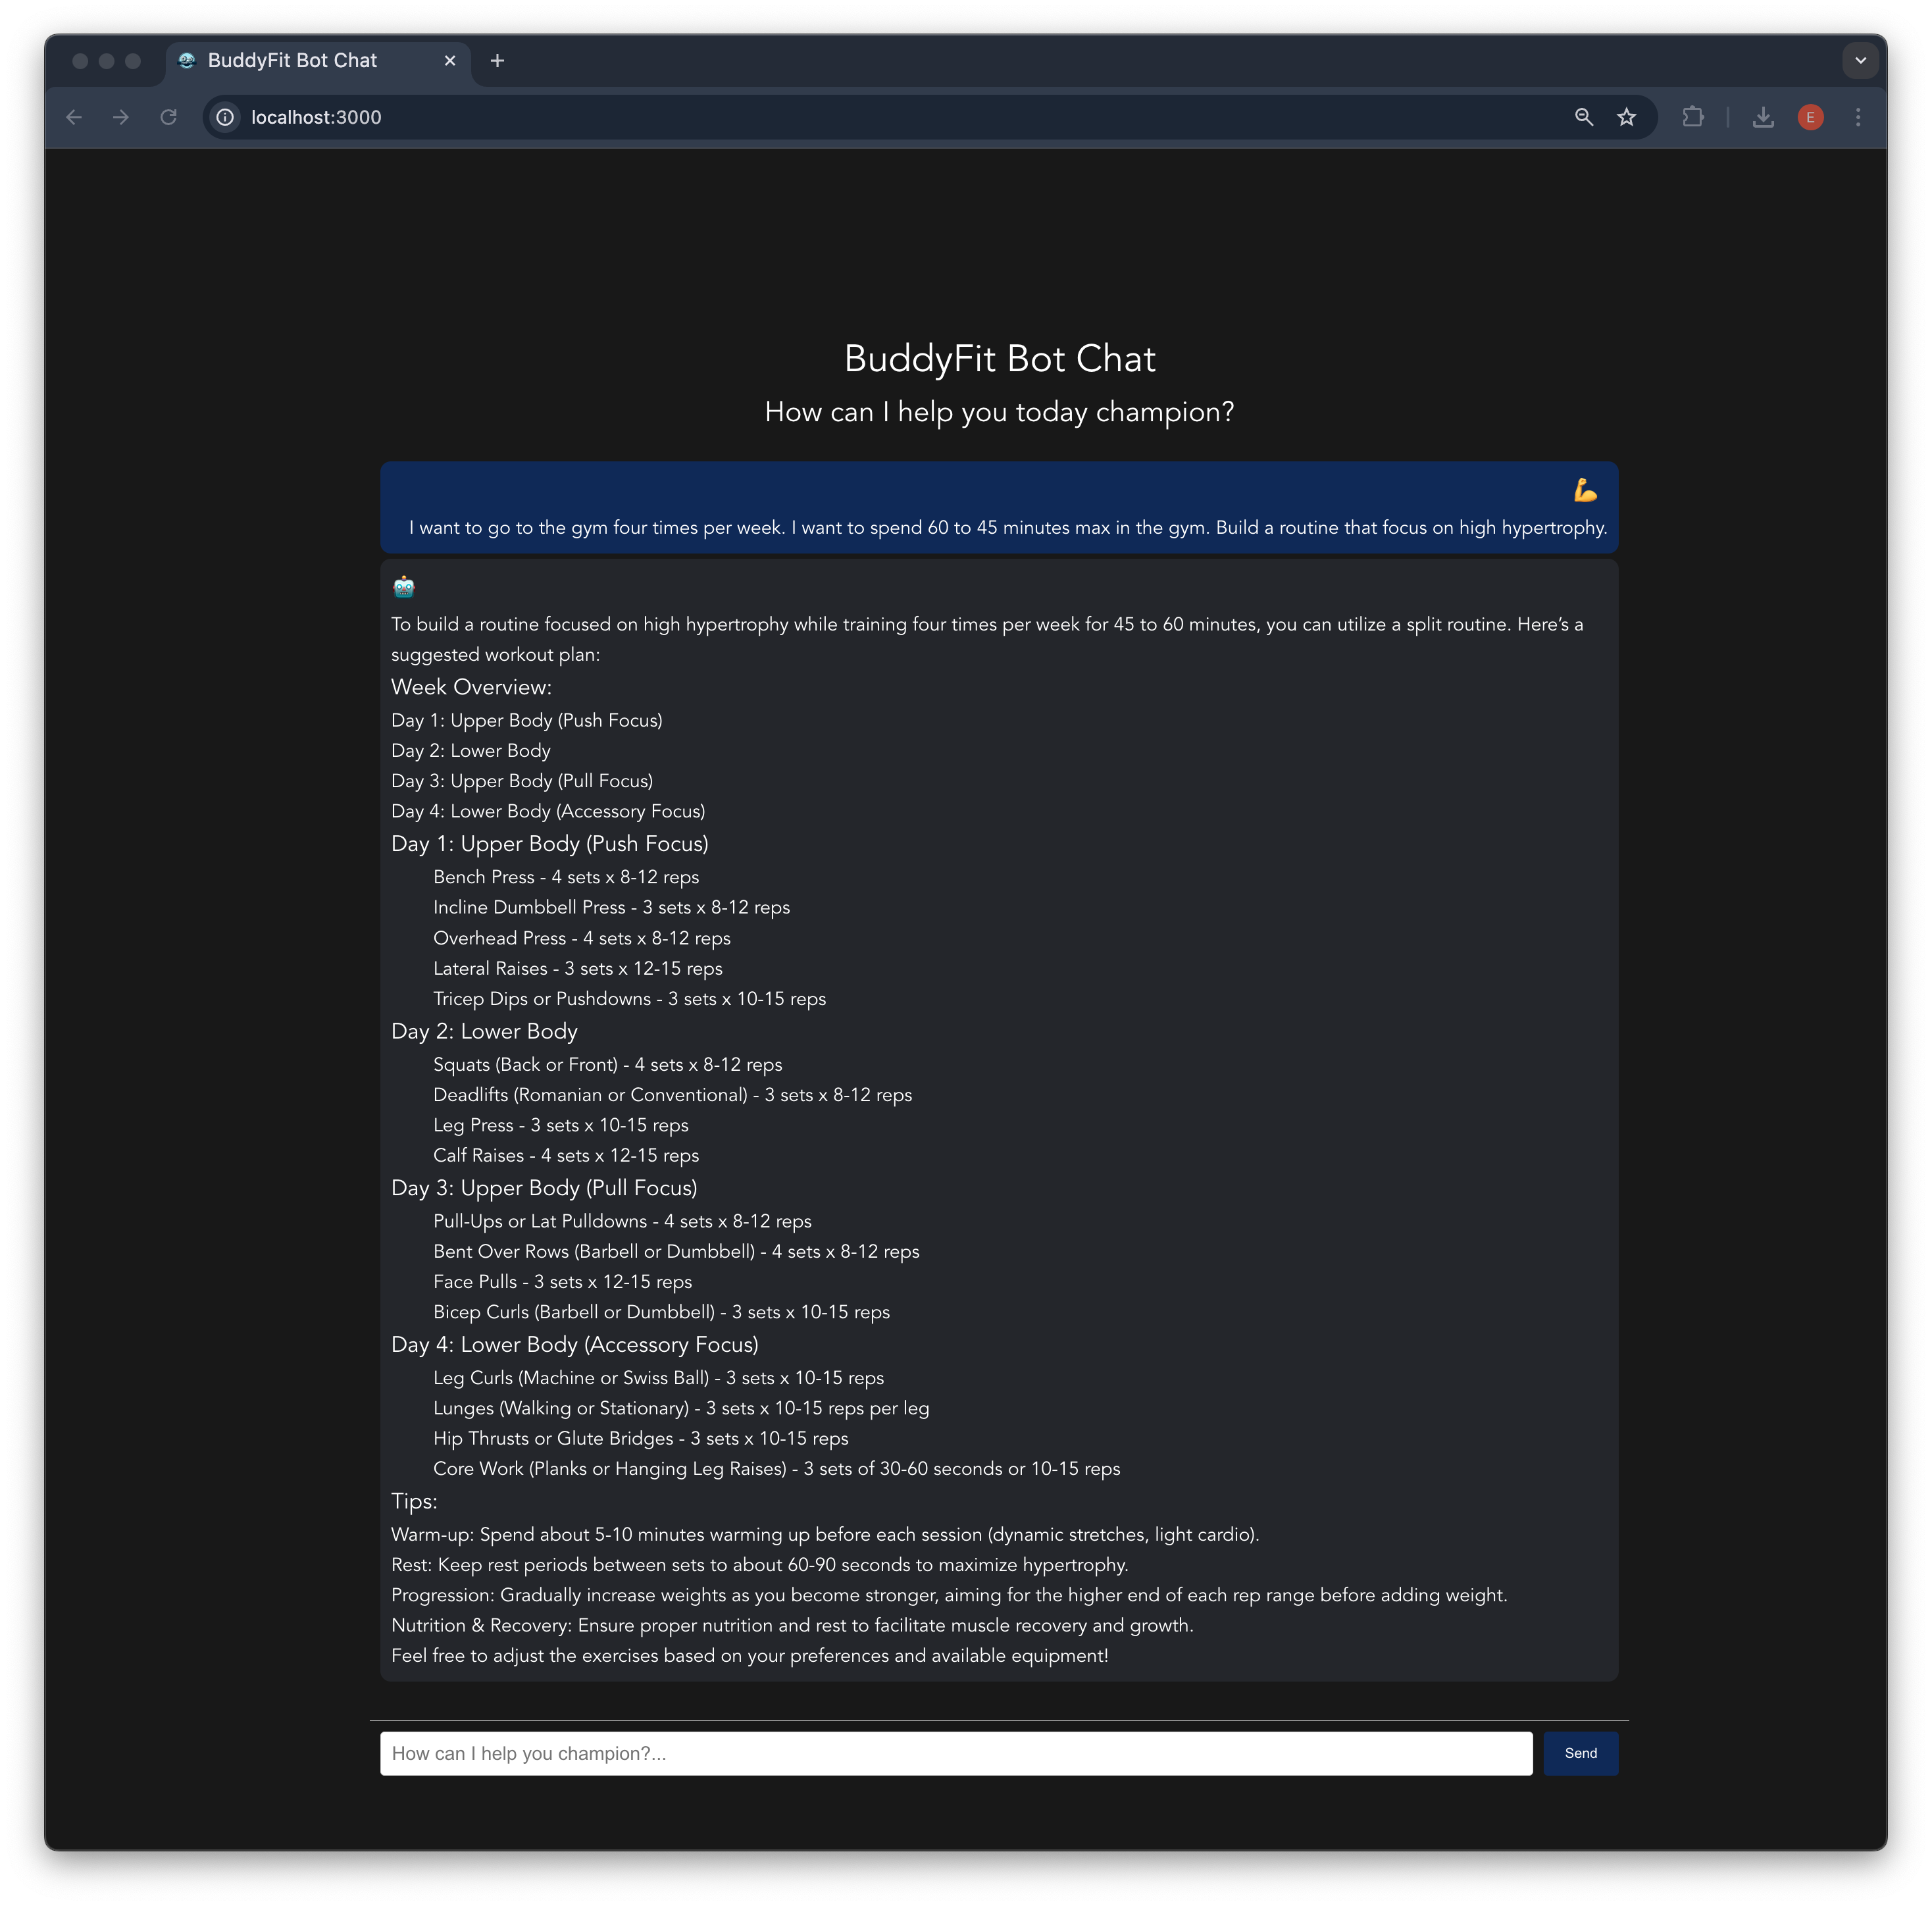 BuddyFit Bot Chat
localhost:3000
E
BuddyFit Bot Chat
How can I help you today champion?
I want to go to the gym four times per week. I want to spend 60 to 45 minutes max in the gym. Build a routine that focus on high hypertrophy.
To build a routine focused on high hypertrophy while training four times per week for 45 to 60 minutes, you can utilize a split routine. Here’s a
suggested workout plan:
Week Overview:
Day 1: Upper Body (Push Focus)
Day 2: Lower Body
Day 3: Upper Body (Pull Focus)
Day 4: Lower Body (Accessory Focus)
Day 1: Upper Body (Push Focus)
Bench Press - 4 sets x 8-12 reps
Incline Dumbbell Press - 3 sets x 8-12 reps
Overhead Press - 4 sets x 8-12 reps
Lateral Raises - 3 sets x 12-15 reps
Tricep Dips or Pushdowns - 3 sets x 10-15 reps
Day 2: Lower Body
Squats (Back or Front) - 4 sets x 8-12 reps
Deadlifts (Romanian or Conventional) - 3 sets x 8-12 reps
Leg Press - 3 sets x 10-15 reps
Calf Raises - 4 sets x 12-15 reps
Day 3: Upper Body (Pull Focus)
Pull-Ups or Lat Pulldowns - 4 sets x 8-12 reps
Bent Over Rows (Barbell or Dumbbell) - 4 sets x 8-12 reps
Face Pulls - 3 sets x 12-15 reps
Bicep Curls (Barbell or Dumbbell) - 3 sets x 10-15 reps
Day 4: Lower Body (Accessory Focus)
Leg Curls (Machine or Swiss Ball) - 3 sets x 10-15 reps
Lunges (Walking or Stationary) - 3 sets x 10-15 reps per leg
Hip Thrusts or Glute Bridges - 3 sets x 10-15 reps
Core Work (Planks or Hanging Leg Raises) - 3 sets of 30-60 seconds or 10-15 reps
Tips:
Warm-up: Spend about 5-10 minutes warming up before each session (dynamic stretches, light cardio).
Rest: Keep rest periods between sets to about 60-90 seconds to maximize hypertrophy.
Progression: Gradually increase weights as you become stronger, aiming for the higher end of each rep range before adding weight.
Nutrition & Recovery: Ensure proper nutrition and rest to facilitate muscle recovery and growth.
Feel free to adjust the exercises based on your preferences and available equipment!
How can I help you champion?...
Send